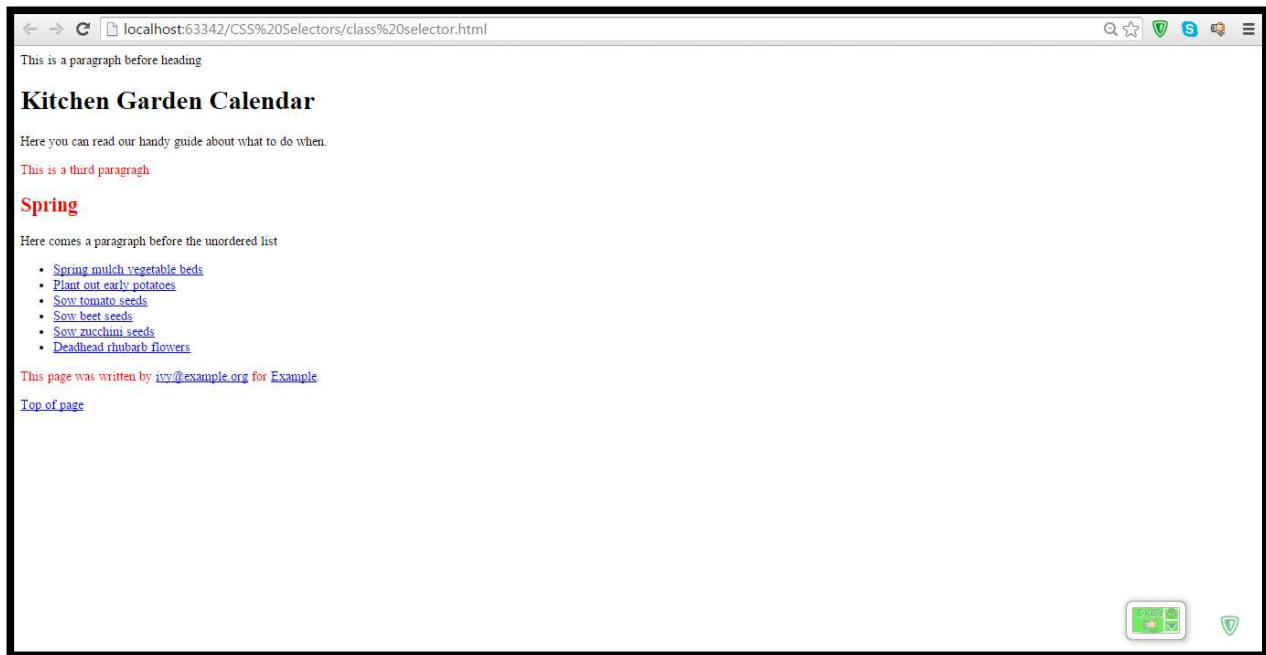 localhost:63342/CSS%20Selectors/class%20selector.html
This is a paragraph before heading
Kitchen Garden Calendar
Here you can read our handy guide about what to do when.
This is a third paragragh
Spring
Here comes a paragraph before the unordered list
• Spring mulch vegetable beds
• Plant out early potatoes
• Sow tomato seeds
• Sow beet seeds
• Sow zucchini seeds
• Deadhead rhubarb flowers
This page was written by ivy@example.org for Example.
Top of page